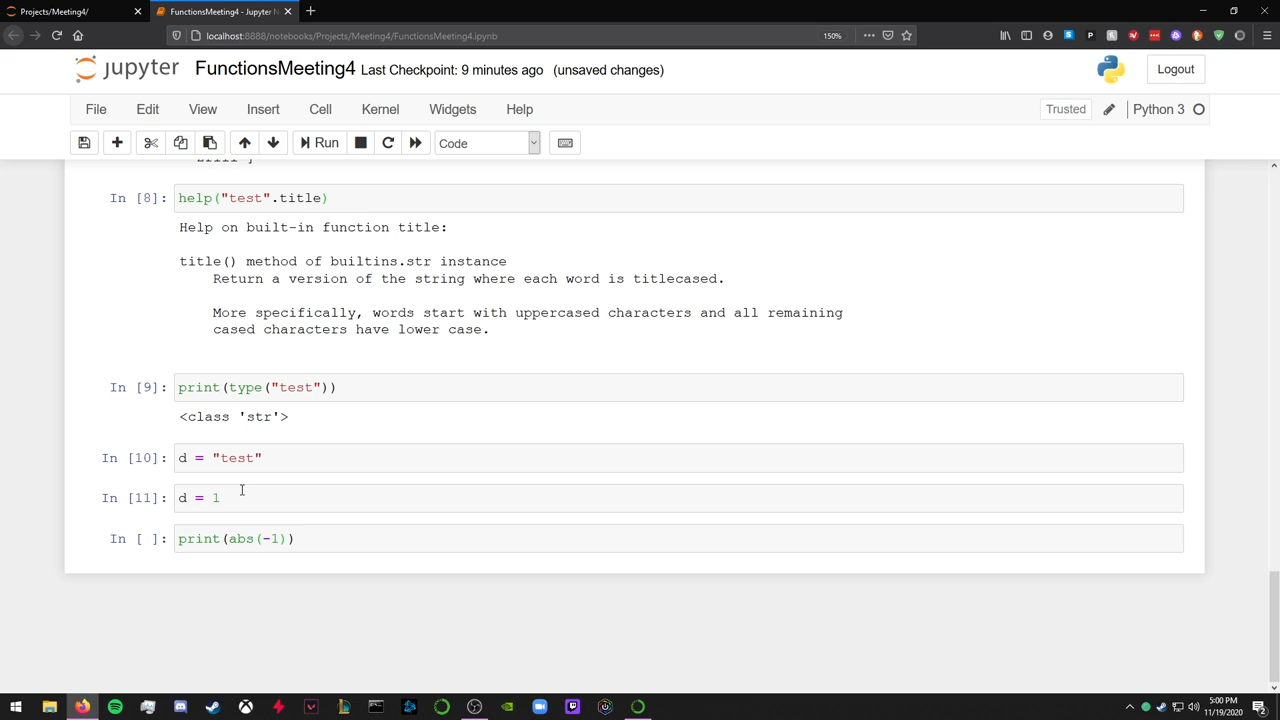 Projects/Meeting4/
FunctionsMeeting4 - Jupyter N
localhost:8888/notebooks/Projects/Meeting4/FunctionsMeeting4.ipynb
150%
jupyter FunctionsMeeting4 Last Checkpoint: 9 minutes ago (unsaved changes)
Logout
File Edit View Insert Cell Kernel Widgets Help
Trusted Python 3
Run
Code
In [8]: help("test".title)
Help on built-in function title:
title() method of builtins.str instance
Return a version of the string where each word is titlecased.
More specifically, words start with uppercased characters and all remaining
cased characters have lower case.
In [9]: print(type("test"))
<class 'str'>
In [10]: d = "test"
In [11]: d = 1
In [ ]: print(abs(-1))
5:00 PM
11/19/2020
2